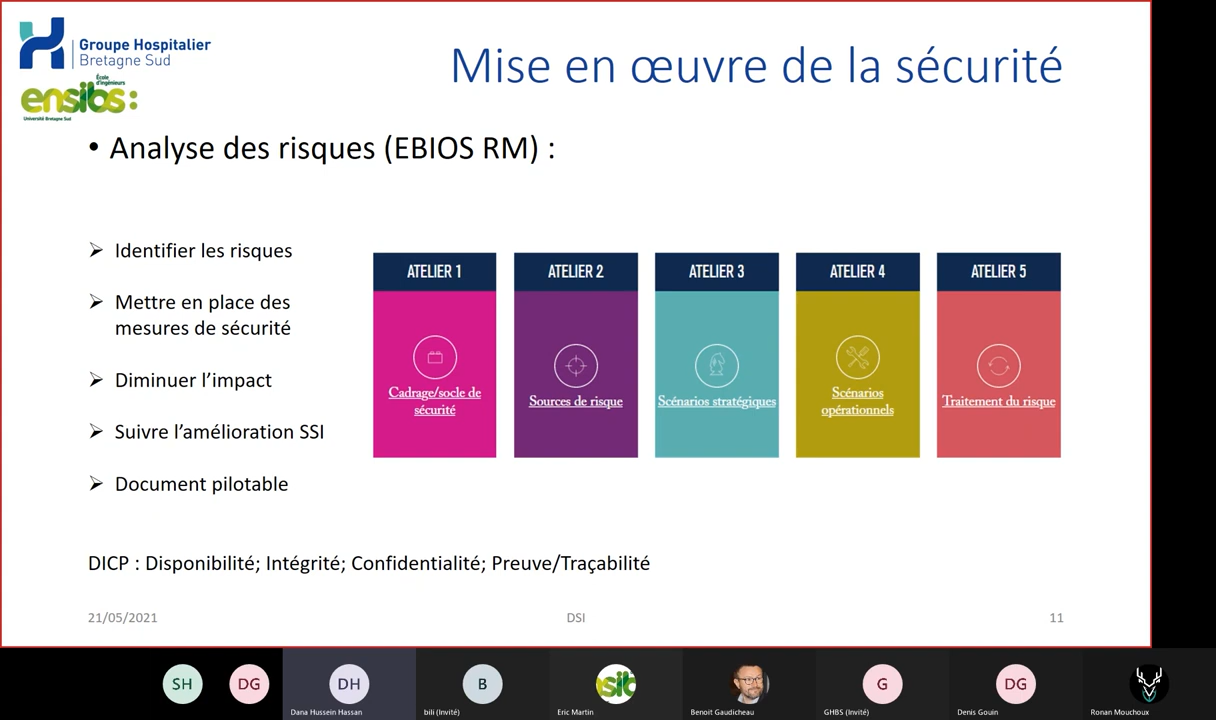 Groupe Hospitalier
Bretagne Sud
École
d'ingénieurs
ensibs:
Université Bretagne Sud
Mise en œuvre de la sécurité
• Analyse des risques (EBIOS RM) :
➢ Identifier les risques
➢ Mettre en place des
mesures de sécurité
➢ Diminuer l’impact
➢ Suivre l’amélioration SSI
➢ Document pilotable
ATELIER 1
Cadrage/socle de
sécurité
ATELIER 2
Sources de risque
ATELIER 3
Scénarios stratégiques
ATELIER 4
Scénarios
opérationnels
ATELIER 5
Traitement du risque
DICP : Disponibilité; Intégrité; Confidentialité; Preuve/Traçabilité
21/05/2021
DSI
11
SH
DG
DH
Dana Hussein Hassan
B
bili (Invité)
sib
Eric Martin
Benoit Gaudicheau
G
GHBS (Invité)
DG
Denis Gouin
Ronan Mouchoux